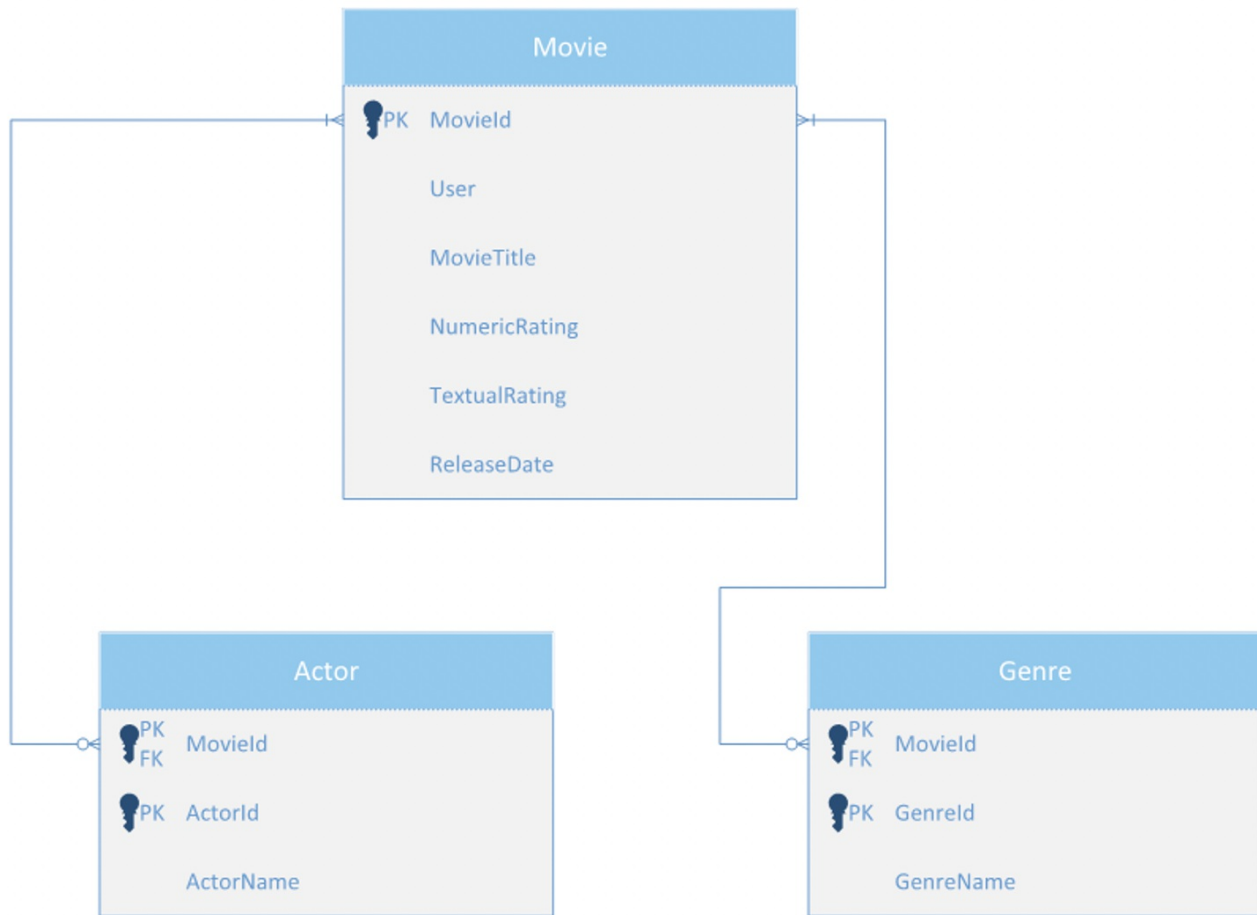 Movie
PK MovieId
User
MovieTitle
NumericRating
TextualRating
ReleaseDate
Actor
PK
FK MovieId
PK ActorId
ActorName
Genre
PK
FK MovieId
PK GenreId
GenreName